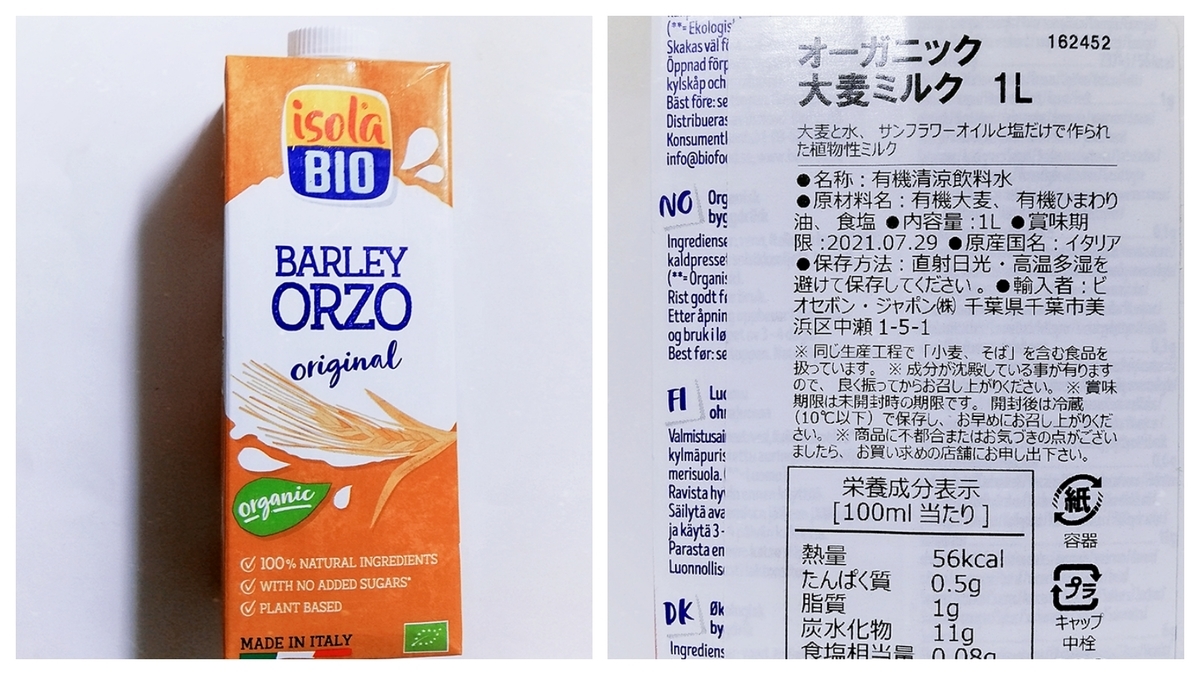 isola
BIO
BARLEY
ORZO
original
organic
100% NATURAL INGREDIENTS
WITH NO ADDED SUGARS*
PLANT BASED
MADE IN ITALY
(**= Ekologis
Skakas väl
Öppnad
kylskåp och
Bäst före: se
Distribueras
info@biofo
NO
Best før: se
FI
merisuola.
Ravista
Säilytä
ja käytä 3-
Parasta en
DK
by
オーガニック 162452
大麦ミルク 1L
大麦と水、サンフラワーオイルと塩だけで作られ
た植物性ミルク
●名称：有機清涼飲料水
●原材料名：有機大麦、有機ひまわり
油、食塩 ●内容量：1L ●賞味期
限：2021.07.29 ●原産国名：イタリア
●保存方法：直射日光・高温多湿を
避けて保存してください。●輸入者：ビ
オセボン・ジャポン㈱ 千葉県千葉市美
浜区中瀬 1-5-1
※ 同じ生産工程で「小麦、そば」を含む食品を
扱っています。※ 成分が沈殿している事が有ります
ので、良く振ってからお召し上がりください。※ 賞味
期限は未開封時の期限です。開封後は冷蔵
（10℃以下）で保存し、お早めにお召し上がりくだ
さい。※ 商品に不都合またはお気づきの点がござい
ましたら、お買い求めの店舗にお申し出下さい。
栄養成分表示
[100ml 当たり]
熱量 56kcal
たんぱく質 0.5g
脂質 1g
炭水化物 11g
食塩相当量 0.08g
紙
容器
プラ
キャップ
中栓